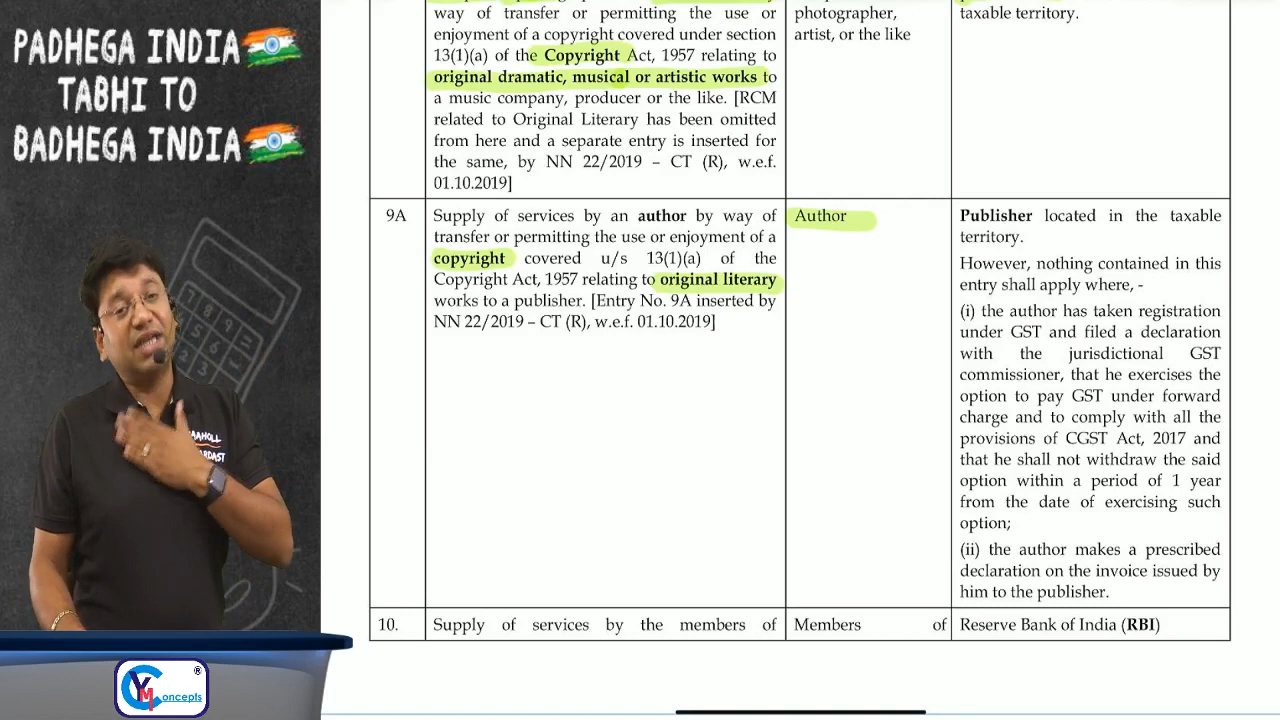 PADHEGA INDIA
TABHI TO
BADHEGA INDIA
way of transfer or permitting the use or
enjoyment of a copyright covered under section
13(1)(a) of the Copyright Act, 1957 relating to
original dramatic, musical or artistic works to
a music company, producer or the like. [RCM
related to Original Literary has been omitted
from here and a separate entry is inserted for
the same, by NN 22/2019 – CT (R), w.e.f.
01.10.2019]
photographer,
artist, or the like
taxable territory.
9A
Supply of services by an author by way of
transfer or permitting the use or enjoyment of a
copyright covered u/s 13(1)(a) of the
Copyright Act, 1957 relating to original literary
works to a publisher. [Entry No. 9A inserted by
NN 22/2019 – CT (R), w.e.f. 01.10.2019]
Author
Publisher located in the taxable
territory.
However, nothing contained in this
entry shall apply where, -
(i) the author has taken registration
under GST and filed a declaration
with the jurisdictional GST
commissioner, that he exercises the
option to pay GST under forward
charge and to comply with all the
provisions of CGST Act, 2017 and
that he shall not withdraw the said
option within a period of 1 year
from the date of exercising such
option;
(ii) the author makes a prescribed
declaration on the invoice issued by
him to the publisher.
10.
Supply of services by the members of
Members of
Reserve Bank of India (RBI)
YM Concepts
®